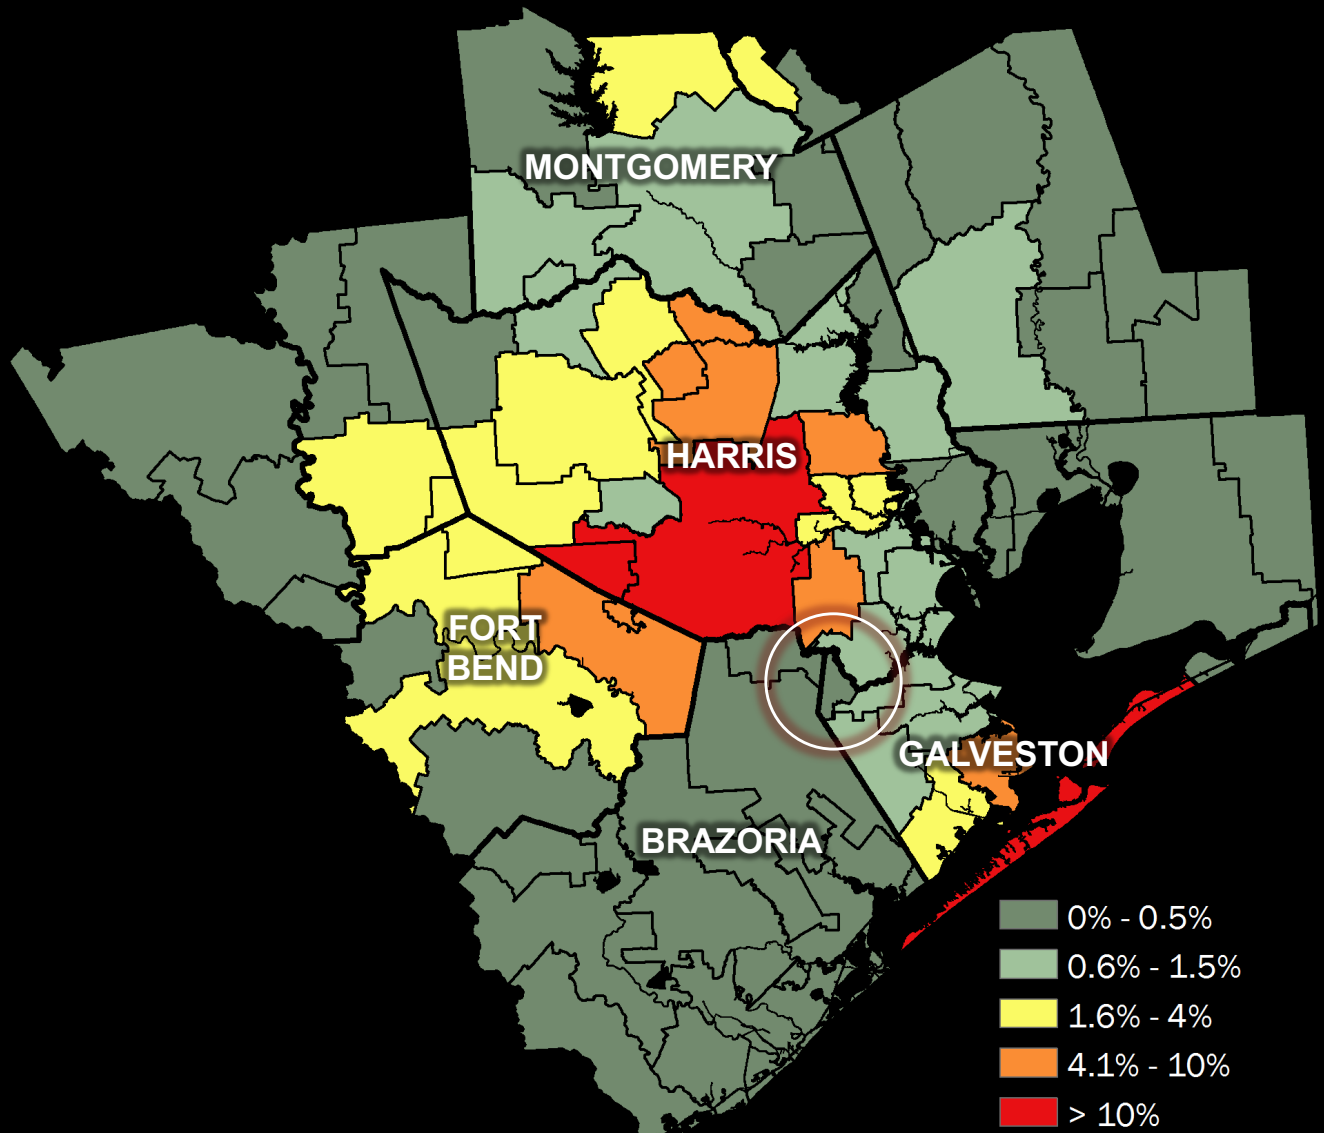 MONTGOMERY
HARRIS
FORT
BEND
GALVESTON
BRAZORIA
0% - 0.5%
0.6% - 1.5%
1.6% - 4%
4.1% - 10%
> 10%